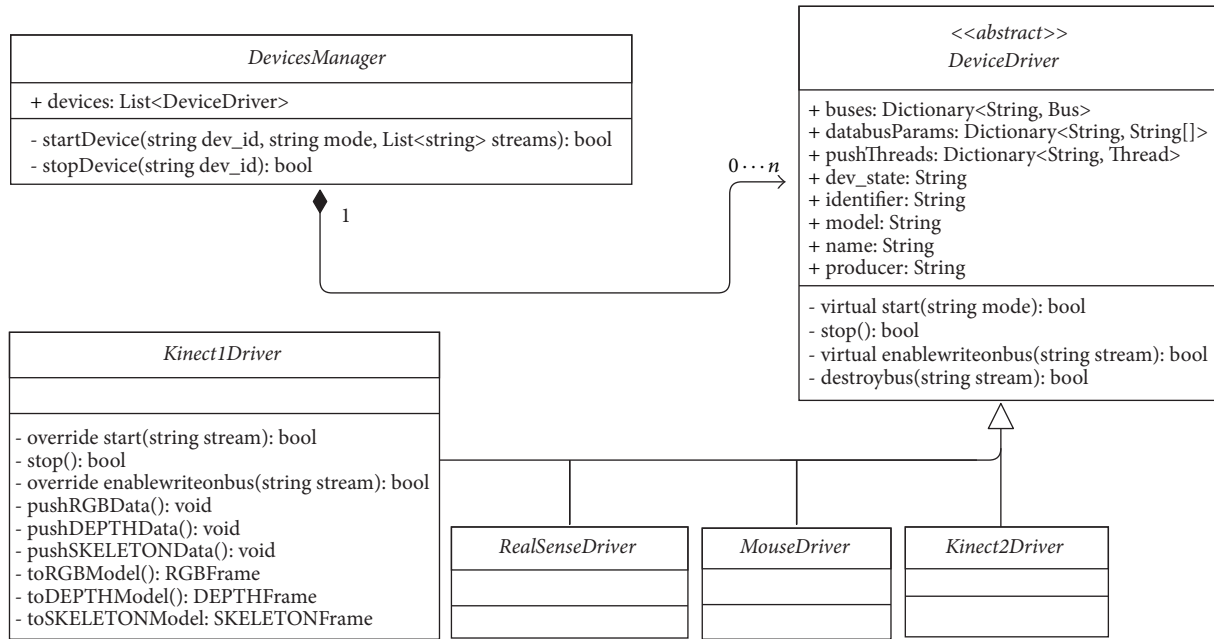 DevicesManager
+ devices: List<DeviceDriver>
- startDevice(string dev_id, string mode, List<string> streams): bool
- stopDevice(string dev_id): bool
1
0 ··· n
<<abstract>>
DeviceDriver
+ buses: Dictionary<String, Bus>
+ databusParams: Dictionary<String, String[]>
+ pushThreads: Dictionary<String, Thread>
+ dev_state: String
+ identifier: String
+ model: String
+ name: String
+ producer: String
- virtual start(string mode): bool
- stop(): bool
- virtual enablewriteonbus(string stream): bool
- destroybus(string stream): bool
Kinect1Driver
- override start(string stream): bool
- stop(): bool
- override enablewriteonbus(string stream): bool
- pushRGBData(): void
- pushDEPTHData(): void
- pushSKELETONData(): void
- toRGBModel(): RGBFrame
- toDEPTHModel(): DEPTHFrame
- toSKELETONModel: SKELETONFrame
RealSenseDriver
MouseDriver
Kinect2Driver